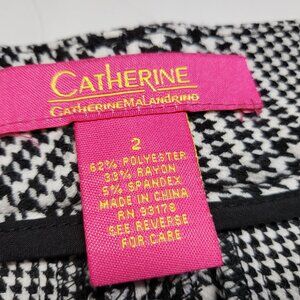 CATHERINE
CATHERINE MALANDRINO
2
62% POLYESTER
33% RAYON
5% SPANDEX
MADE IN CHINA
RN 93178
SEE REVERSE
FOR CARE